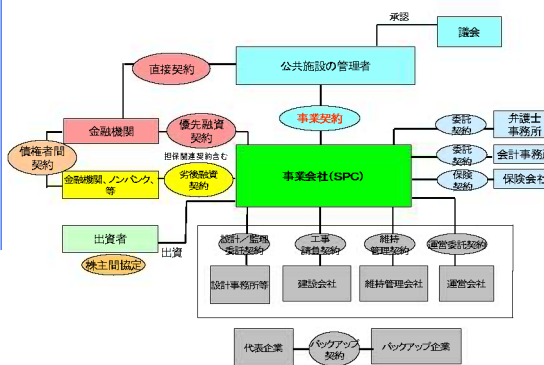 承認
議会
直接契約
公共施設の管理者
事業契約
金融機関
優先融資
契約
担保関連契約含む
債権者間
契約
金融機関、ノンバンク、
等
劣後融資
契約
事業会社(SPC)
委託
契約
弁護士
事務所
委託
契約
会計事務所
保険
契約
保険会社
出資者
出資
株主間協定
設計/監理
委託契約
工事
請負契約
維持
管理契約
運営委託契約
設計事務所等
建設会社
維持管理会社
運営会社
代表企業
バックアップ
契約
バックアップ企業